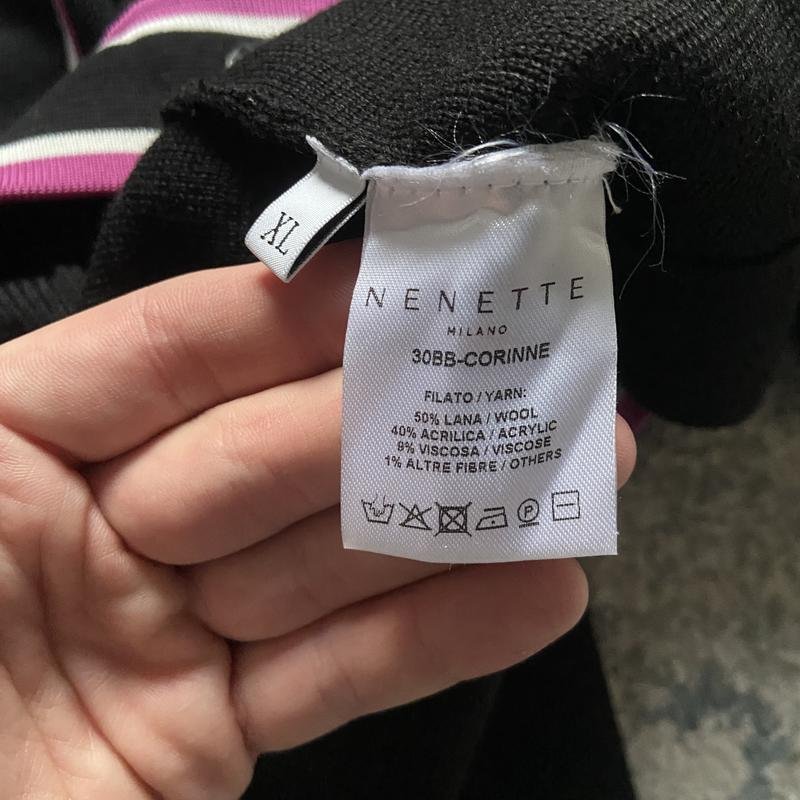 XL
NENETTE
MILANO
30BB-CORINNE
FILATO / YARN:
50% LANA / WOOL
40% ACRILICA / ACRYLIC
9% VISCOSA / VISCOSE
1% ALTRE FIBRE / OTHERS
P